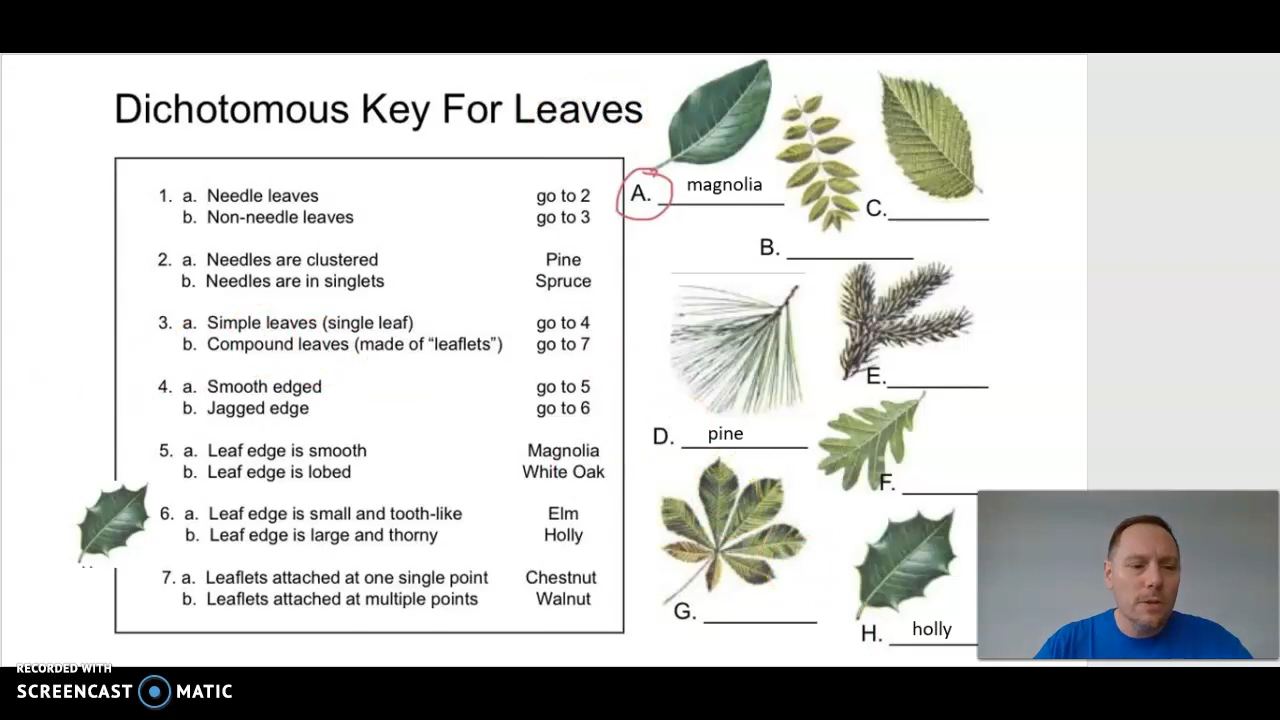 Dichotomous Key For Leaves
1. a. Needle leaves go to 2
b. Non-needle leaves go to 3
2. a. Needles are clustered Pine
b. Needles are in singlets Spruce
3. a. Simple leaves (single leaf) go to 4
b. Compound leaves (made of “leaflets”) go to 7
4. a. Smooth edged go to 5
b. Jagged edge go to 6
5. a. Leaf edge is smooth Magnolia
b. Leaf edge is lobed White Oak
6. a. Leaf edge is small and tooth-like Elm
b. Leaf edge is large and thorny Holly
7. a. Leaflets attached at one single point Chestnut
b. Leaflets attached at multiple points Walnut
A. magnolia
B.
C.
D. pine
E.
F.
G.
H. holly
RECORDED WITH
SCREENCAST MATIC